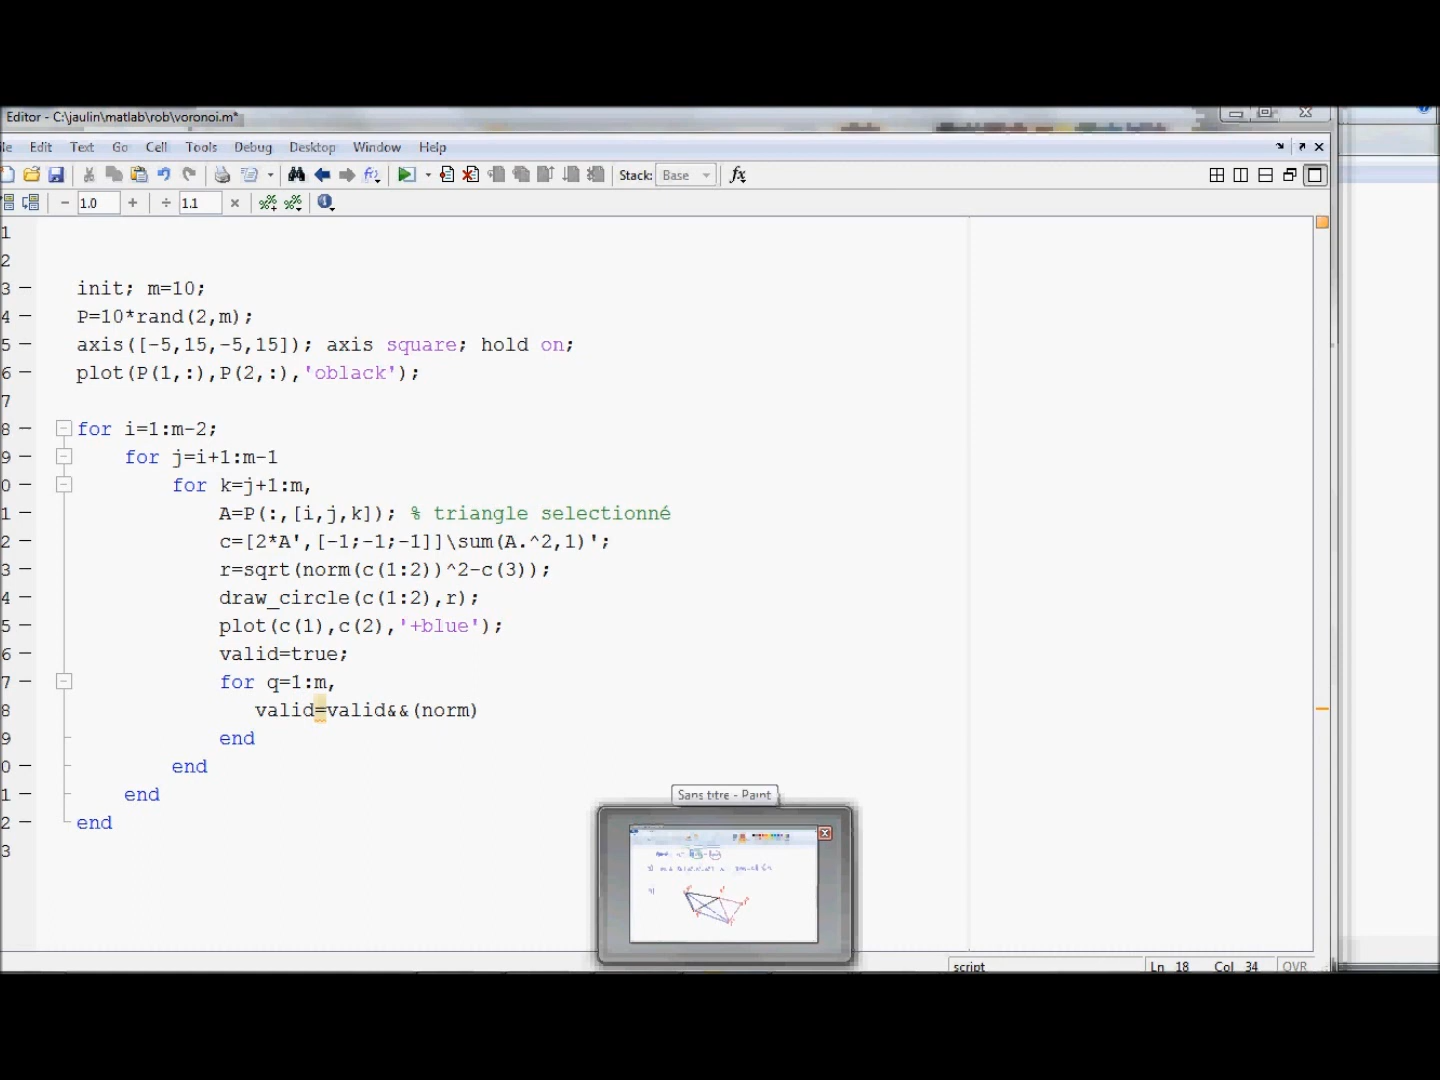 Editor - C:\jaulin\matlab\rob\voronoi.m*
le Edit Text Go Cell Tools Debug Desktop Window Help
Stack: Base fx
- 1.0 + ÷ 1.1 ×
1
2
3 - init; m=10;
4 - P=10*rand(2,m);
5 - axis([-5,15,-5,15]); axis square; hold on;
6 - plot(P(1,:),P(2,:),'oblack');
7
8 - for i=1:m-2;
9 - for j=i+1:m-1
0 - for k=j+1:m,
1 - A=P(:,[i,j,k]); % triangle selectionné
2 - c=[2*A',[-1;-1;-1]]\sum(A.^2,1)';
3 - r=sqrt(norm(c(1:2))^2-c(3));
4 - draw_circle(c(1:2),r);
5 - plot(c(1),c(2),'+blue');
6 - valid=true;
7 - for q=1:m,
8 valid=valid&&(norm)
9 - end
0 - end
1 - end
2 - end
3
Sans titre - Paint
script Ln 18 Col 34 OVR